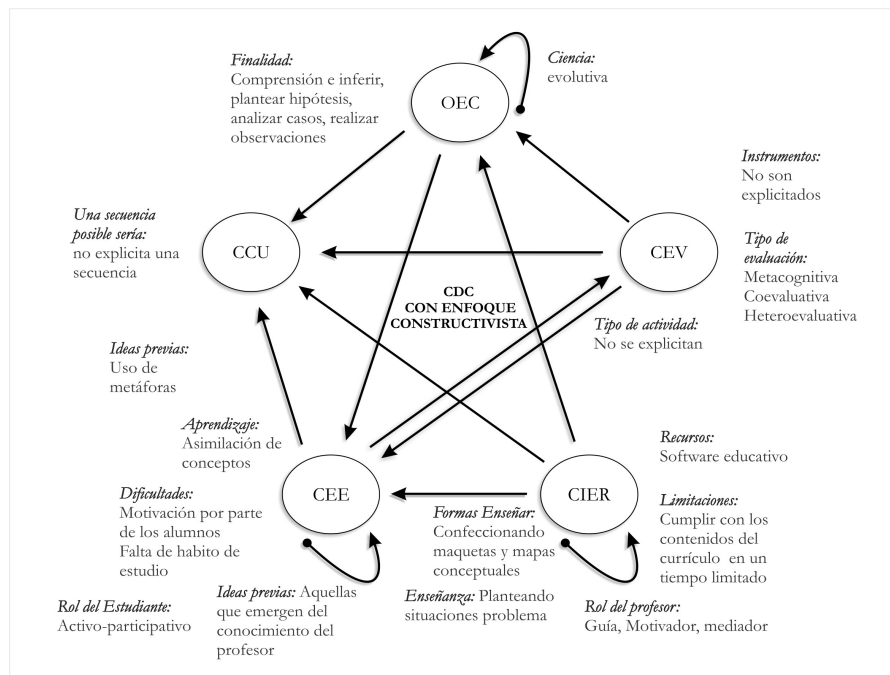 Finalidad:
Comprensión e inferir,
plantear hipótesis,
analizar casos, realizar
observaciones
OEC
Ciencia:
evolutiva
Instrumentos:
No son
explicitados
Una secuencia
posible sería:
no explicita una
secuencia
CCU
CEV
Tipo de
evaluación:
Metacognitiva
Coevaluativa
Heteroevaluativa
CDC
CON ENFOQUE
CONSTRUCTIVISTA
Tipo de actividad:
No se explicitan
Ideas previas:
Uso de
metáforas
Aprendizaje:
Asimilación de
conceptos
Recursos:
Software educativo
CEE
CIER
Dificultades:
Motivación por parte
de los alumnos
Falta de habito de
estudio
Formas Enseñar:
Confeccionando
maquetas y mapas
conceptuales
Limitaciones:
Cumplir con los
contenidos del
currículo en un
tiempo limitado
Rol del Estudiante:
Activo-participativo
Ideas previas: Aquellas
que emergen del
conocimiento del
profesor
Enseñanza: Planteando
situaciones problema
Rol del profesor:
Guía, Motivador, mediador